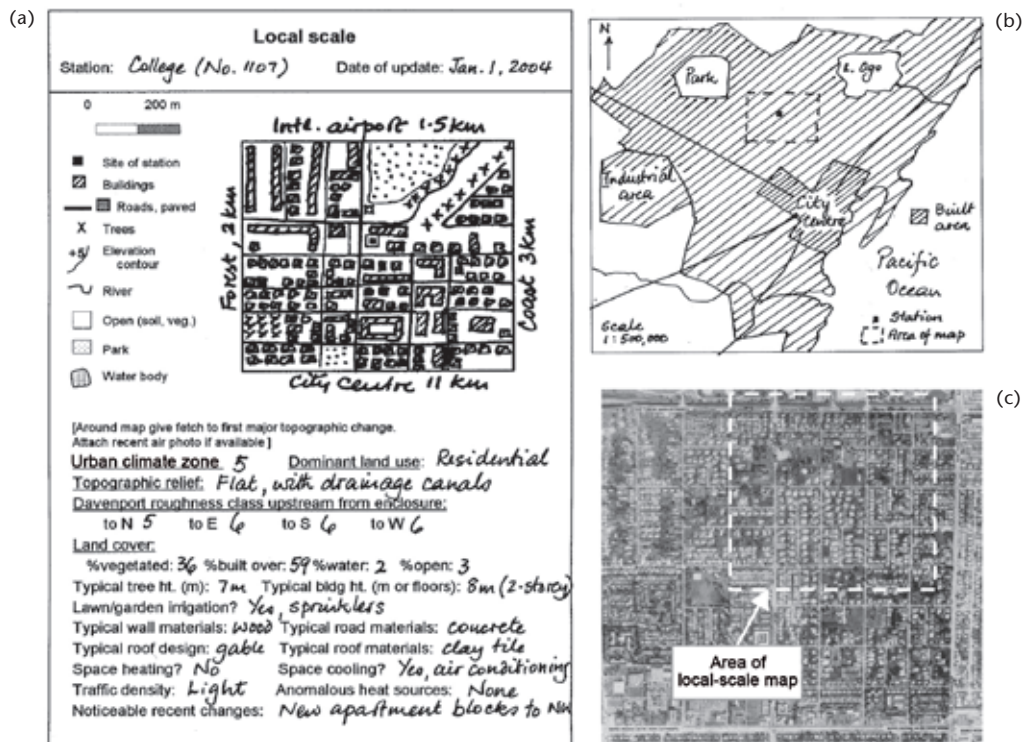 (a)
Local scale
Station: College (No. 1107) Date of update: Jan. 1, 2004
0 200 m
Site of station
Buildings
Roads, paved
Trees
+5 Elevation
contour
River
Open (soil, veg.)
Park
Water body
Intl. airport 1.5 km
Forest, 2 km
Coast 3 km
City Centre 11 km
[Around map give fetch to first major topographic change.
Attach recent air photo if available]
Urban climate zone 5 Dominant land use: Residential
Topographic relief: Flat, with drainage canals
Davenport roughness class upstream from enclosure:
to N 5 to E 6 to S 6 to W 6
Land cover:
%vegetated: 36 %built over: 59 %water: 2 %open: 3
Typical tree ht. (m): 7m Typical bldg ht. (m or floors): 8m (2-storey)
Lawn/garden irrigation? Yes, sprinklers
Typical wall materials: wood Typical road materials: concrete
Typical roof design: gable Typical roof materials: clay tile
Space heating? No Space cooling? Yes, air conditioning
Traffic density: Light Anomalous heat sources: None
Noticeable recent changes: New apartment blocks to NW
(b)
N
Park
L. Ogo
Industrial
area
City
Centre
Built
area
Pacific
Ocean
Station
Area of map
Scale
1:500,000
(c)
Area of
local-scale map